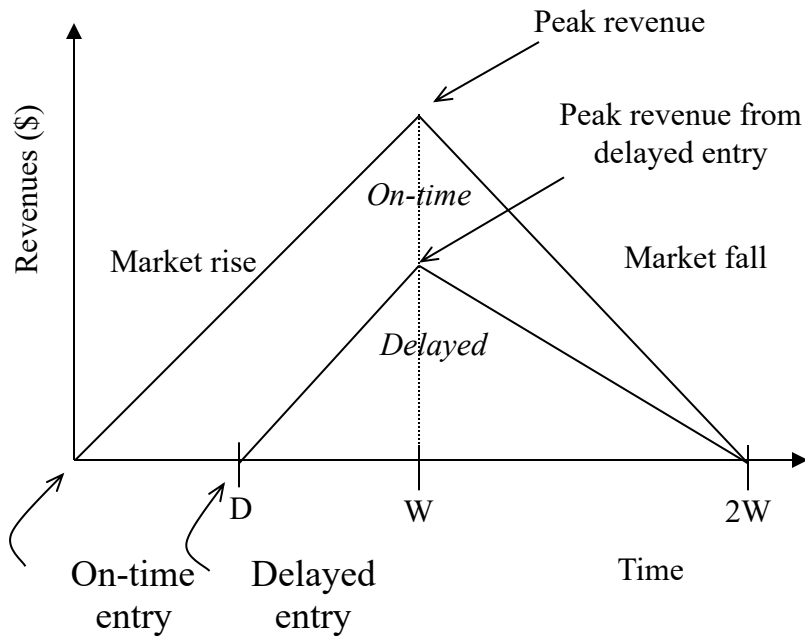 Peak revenue
Peak revenue from
delayed entry
Revenues ($)
On-time
Market rise
Market fall
Delayed
D
W
2W
On-time
entry
Delayed
entry
Time